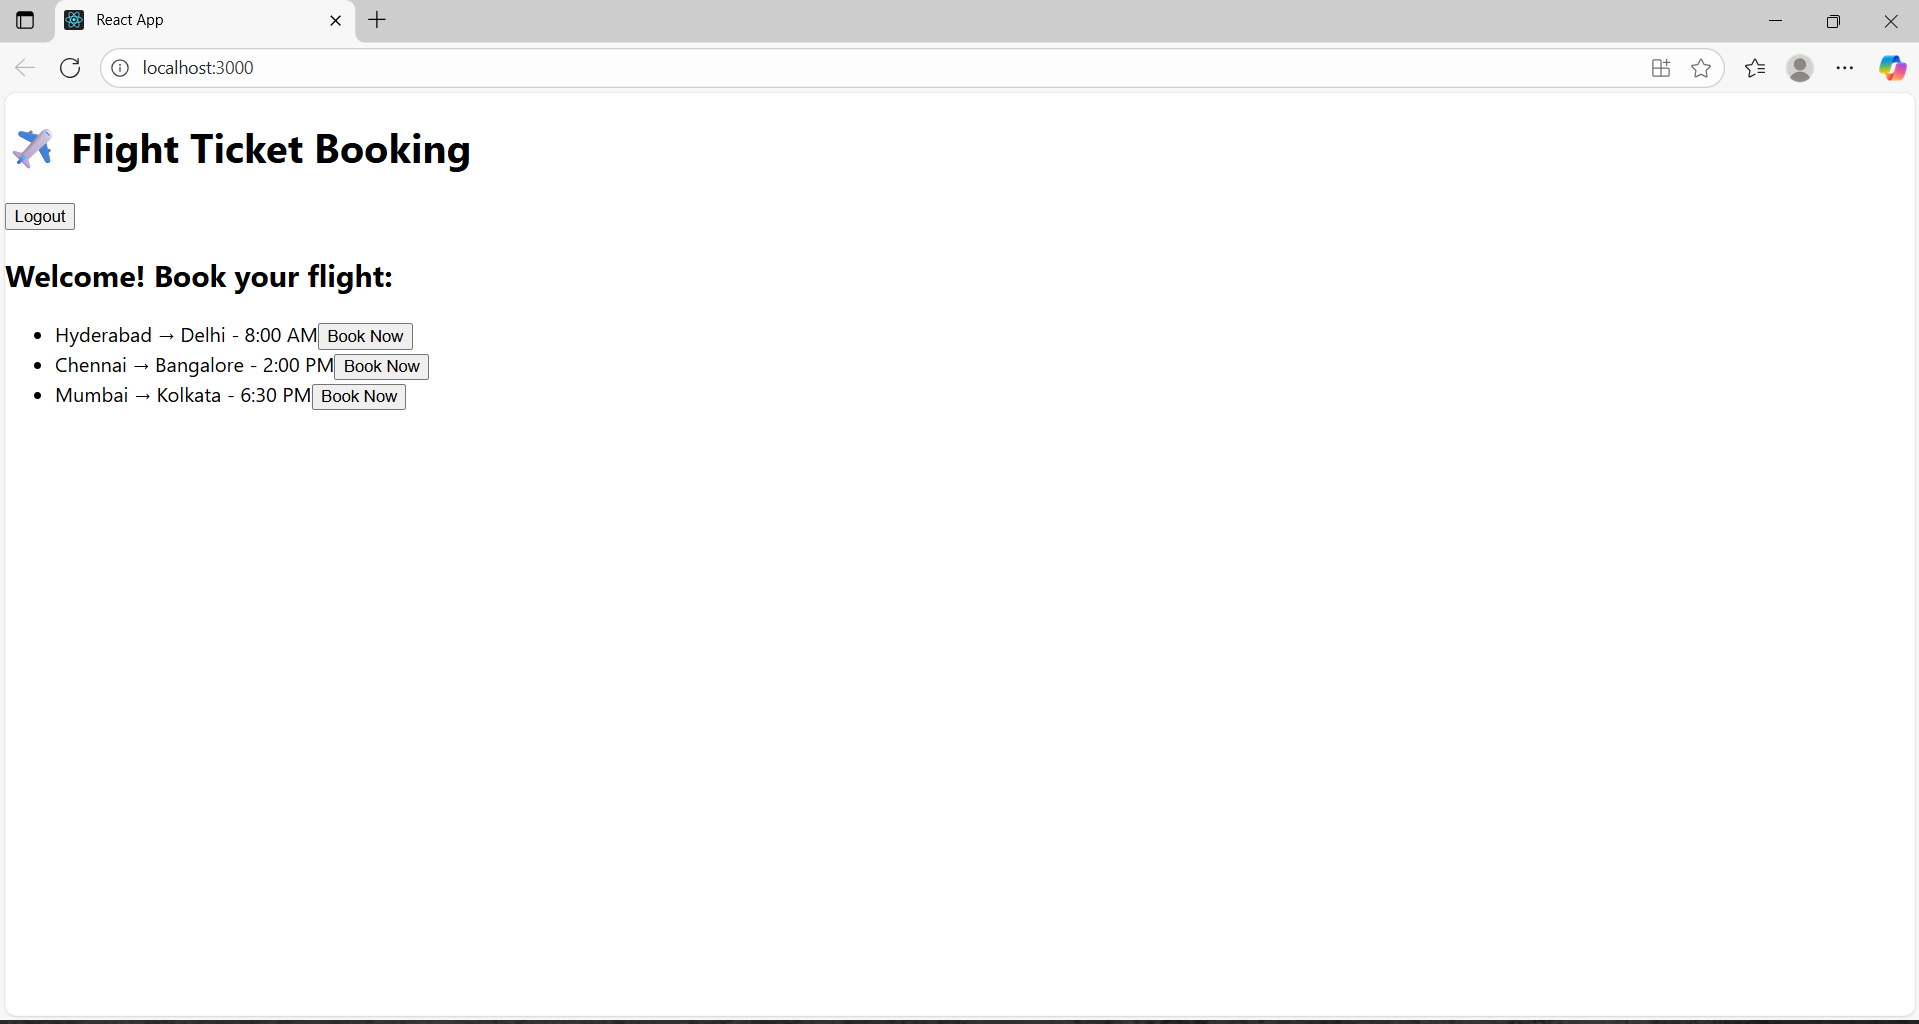 React App
localhost:3000
Flight Ticket Booking
Logout
Welcome! Book your flight:
Hyderabad → Delhi - 8:00 AM Book Now
Chennai → Bangalore - 2:00 PM Book Now
Mumbai → Kolkata - 6:30 PM Book Now